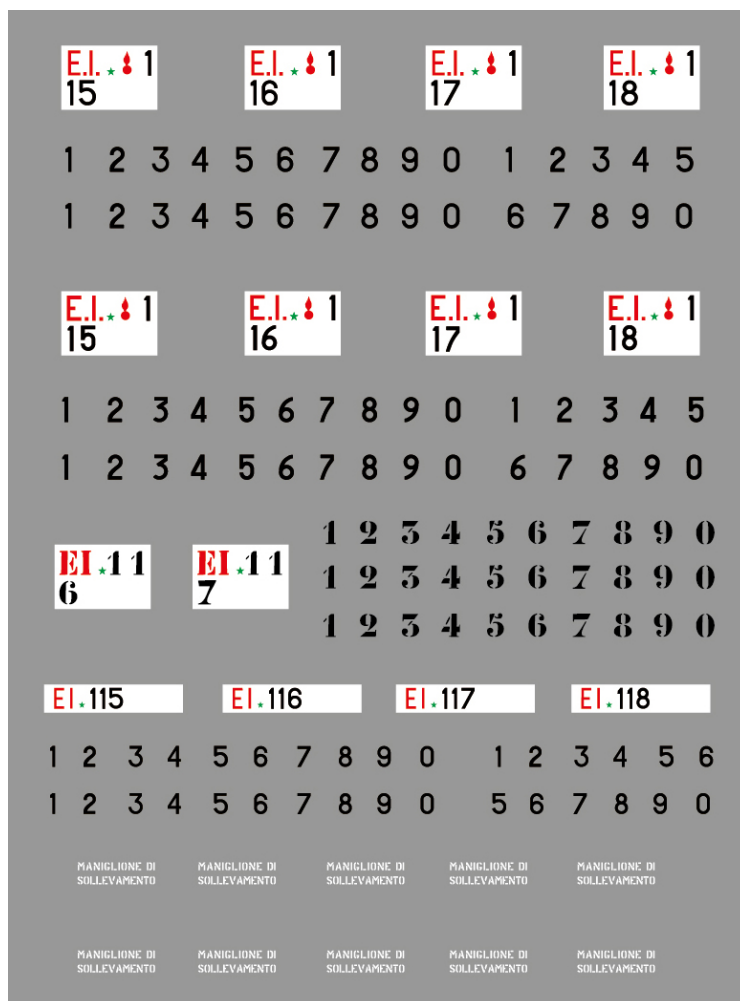 E.I. 1 E.I. 1 E.I. 1 E.I. 1
15 16 17 18
1 2 3 4 5 6 7 8 9 0 1 2 3 4 5
1 2 3 4 5 6 7 8 9 0 6 7 8 9 0
E.I. 1 E.I. 1 E.I. 1 E.I. 1
15 16 17 18
1 2 3 4 5 6 7 8 9 0 1 2 3 4 5
1 2 3 4 5 6 7 8 9 0 6 7 8 9 0
1 2 3 4 5 6 7 8 9 0
EI 11 EI 11
1 2 3 4 5 6 7 8 9 0
6 7
1 2 3 4 5 6 7 8 9 0
EI 115 EI 116 EI 117 EI 118
1 2 3 4 5 6 7 8 9 0 1 2 3 4 5 6
1 2 3 4 5 6 7 8 9 0 5 6 7 8 9 0
MANIGLIONE DI MANIGLIONE DI MANIGLIONE DI MANIGLIONE DI MANIGLIONE DI
SOLLEVAMENTO SOLLEVAMENTO SOLLEVAMENTO SOLLEVAMENTO SOLLEVAMENTO
MANIGLIONE DI MANIGLIONE DI MANIGLIONE DI MANIGLIONE DI MANIGLIONE DI
SOLLEVAMENTO SOLLEVAMENTO SOLLEVAMENTO SOLLEVAMENTO SOLLEVAMENTO